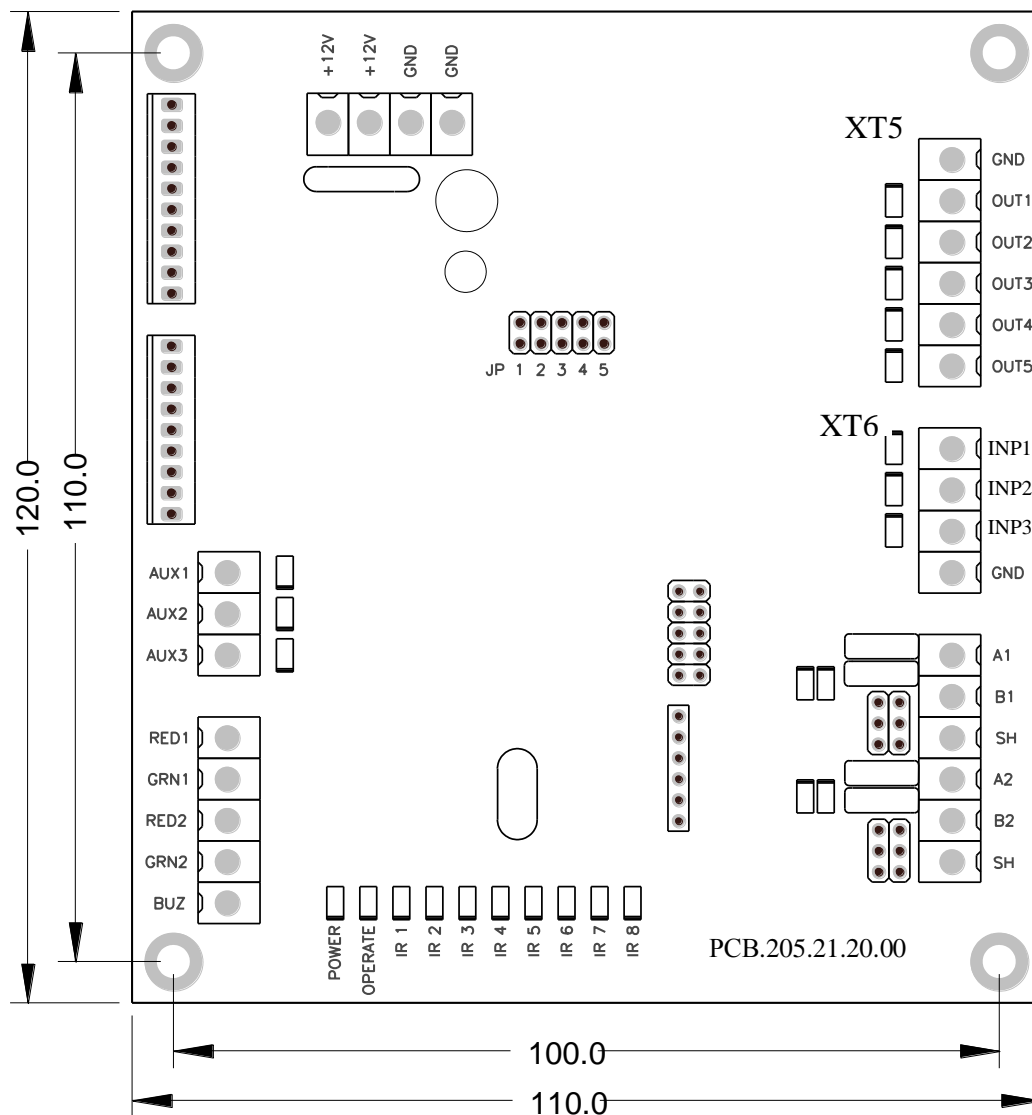 +12V +12V GND GND
XT5
GND
OUT1
OUT2
OUT3
OUT4
OUT5
JP 1 2 3 4 5
XT6
INP1
INP2
INP3
GND
120.0
110.0
AUX1
AUX2
AUX3
A1
B1
SH
A2
B2
SH
RED1
GRN1
RED2
GRN2
BUZ
POWER OPERATE IR 1 IR 2 IR 3 IR 4 IR 5 IR 6 IR 7 IR 8
PCB.205.21.20.00
100.0
110.0